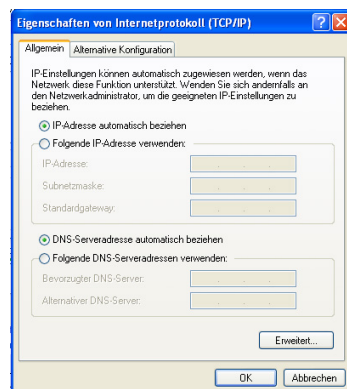 Eigenschaften von Internetprotokoll (TCP/IP)
Allgemein
Alternative Konfiguration
IP-Einstellungen können automatisch zugewiesen werden, wenn das
Netzwerk diese Funktion unterstützt. Wenden Sie sich andernfalls an
den Netzwerkadministrator, um die geeigneten IP-Einstellungen zu
beziehen.
IP-Adresse automatisch beziehen
Folgende IP-Adresse verwenden:
IP-Adresse:
Subnetzmaske:
Standardgateway:
DNS-Serveradresse automatisch beziehen
Folgende DNS-Serveradressen verwenden:
Bevorzugter DNS-Server:
Alternativer DNS-Server:
Erweitert...
OK
Abbrechen